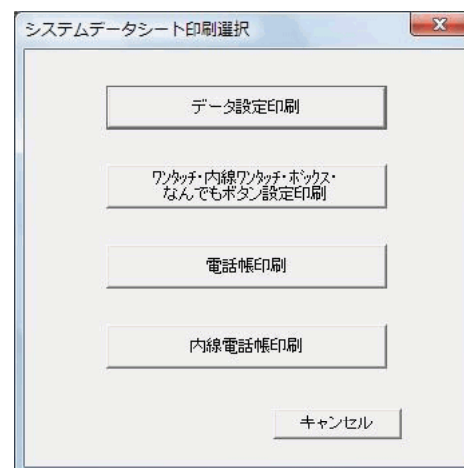 システムデータシート印刷選択
データ設定印刷
ﾜﾝﾀｯﾁ・内線ﾜﾝﾀｯﾁ・ﾎﾞｯｸｽ・
なんでもボタン設定印刷
電話帳印刷
内線電話帳印刷
キャンセル